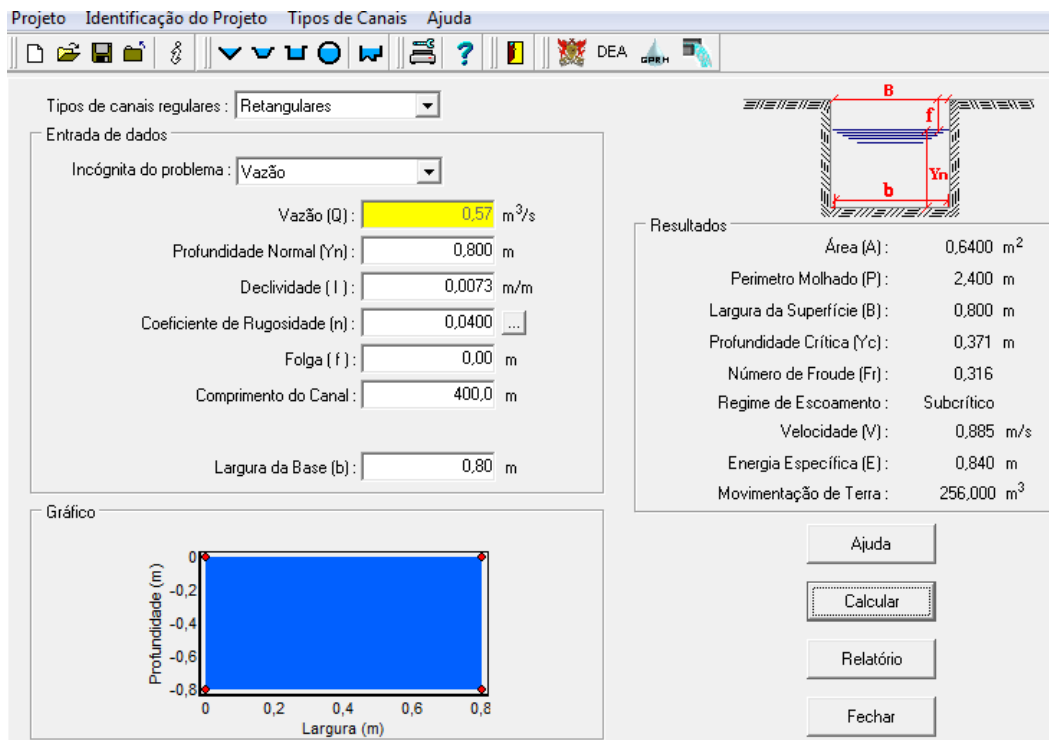 Projeto Identificação do Projeto Tipos de Canais Ajuda
DEA
GPRH
Tipos de canais regulares : Retangulares
Entrada de dados
Incógnita do problema : Vazão
Vazão (Q) : 0,57 m³/s
Profundidade Normal (Yn) : 0,800 m
Declividade ( I ) : 0,0073 m/m
Coeficiente de Rugosidade (n) : 0,0400 ...
Folga ( f ) : 0,00 m
Comprimento do Canal : 400,0 m
Largura da Base (b) : 0,80 m
B
f
Yn
b
Resultados
Área (A) : 0,6400 m²
Perimetro Molhado (P) : 2,400 m
Largura da Superfície (B) : 0,800 m
Profundidade Crítica (Yc) : 0,371 m
Número de Froude (Fr) : 0,316
Regime de Escoamento : Subcrítico
Velocidade (V) : 0,885 m/s
Energia Específica (E) : 0,840 m
Movimentação de Terra : 256,000 m³
Gráfico
Profundidade (m)
0
-0,2
-0,4
-0,6
-0,8
0 0,2 0,4 0,6 0,8
Largura (m)
Ajuda
Calcular
Relatório
Fechar